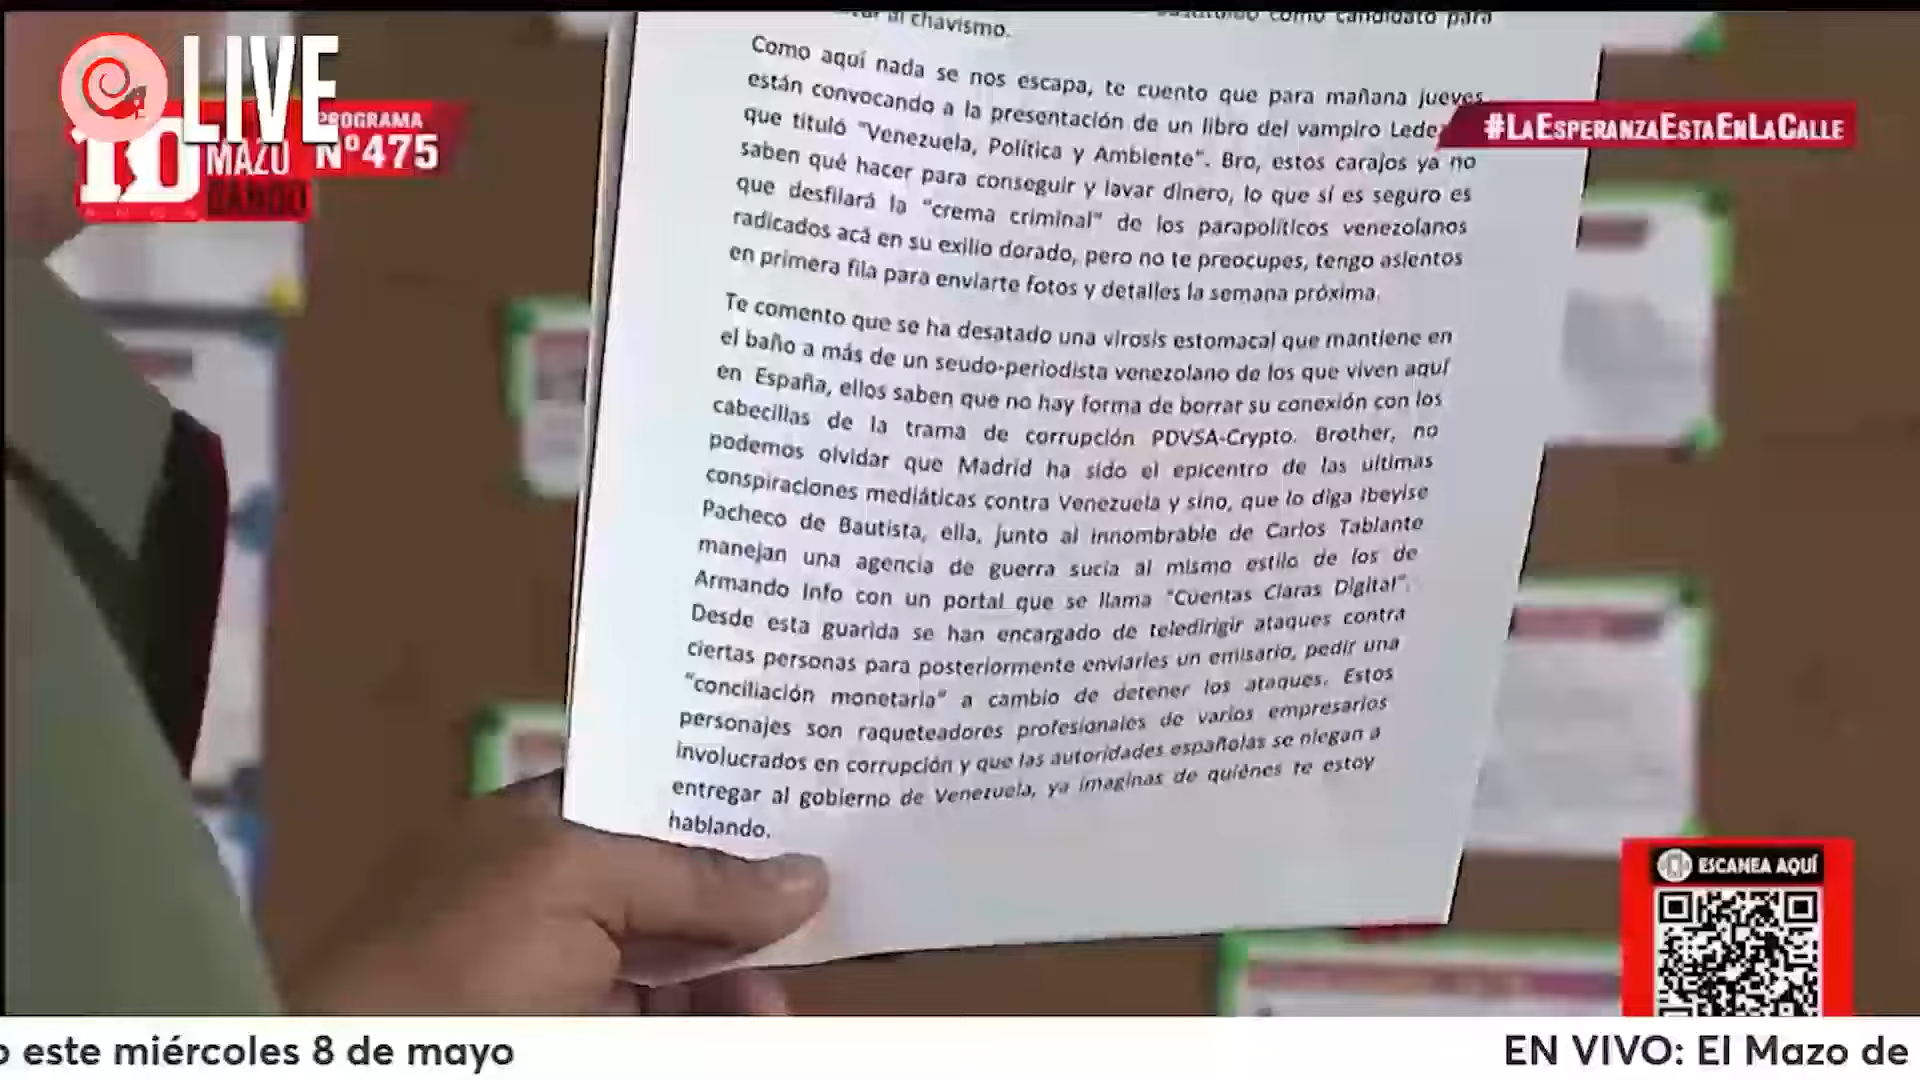 LIVE
PROGRAMA
Nº475
MAZO
DANDO
#LAESPERANZAESTAENLACALLE
al chavismo.
como candidato para
Como aquí nada se nos escapa, te cuento que para mañana jueves
están convocando a la presentación de un libro del vampiro
que tituló "Venezuela, Política y Ambiente". Bro, estos carajos ya no
saben qué hacer para conseguir y lavar dinero, lo que sí es seguro es
que desfilará la "crema criminal" de los parapolíticos venezolanos
radicados acá en su exilio dorado, pero no te preocupes, tengo asientos
en primera fila para enviarte fotos y detalles la semana próxima.
Te comento que se ha desatado una virosis estomacal que mantiene en
el baño a más de un seudo-periodista venezolano de los que viven aquí
en España, ellos saben que no hay forma de borrar su conexión con los
cabecillas de la trama de corrupción PDVSA-Crypto. Brother, no
podemos olvidar que Madrid ha sido el epicentro de las ultimas
conspiraciones mediáticas contra Venezuela y sino, que lo diga Ibeyise
Pacheco de Bautista, ella, junto al innombrable de Carlos Tablante
manejan una agencia de guerra sucia al mismo estilo de los de
Armando Info con un portal que se llama "Cuentas Claras Digital".
Desde esta guarida se han encargado de teledirigir ataques contra
ciertas personas para posteriormente enviarles un emisario, pedir una
"conciliación monetaria" a cambio de detener los ataques. Estos
personajes son raqueteadores profesionales de varios empresarios
involucrados en corrupción y que las autoridades españolas se niegan a
entregar al gobierno de Venezuela, ya imaginas de quiénes te estoy
hablando.
ESCANEA AQUÍ
o este miércoles 8 de mayo
EN VIVO: El Mazo de